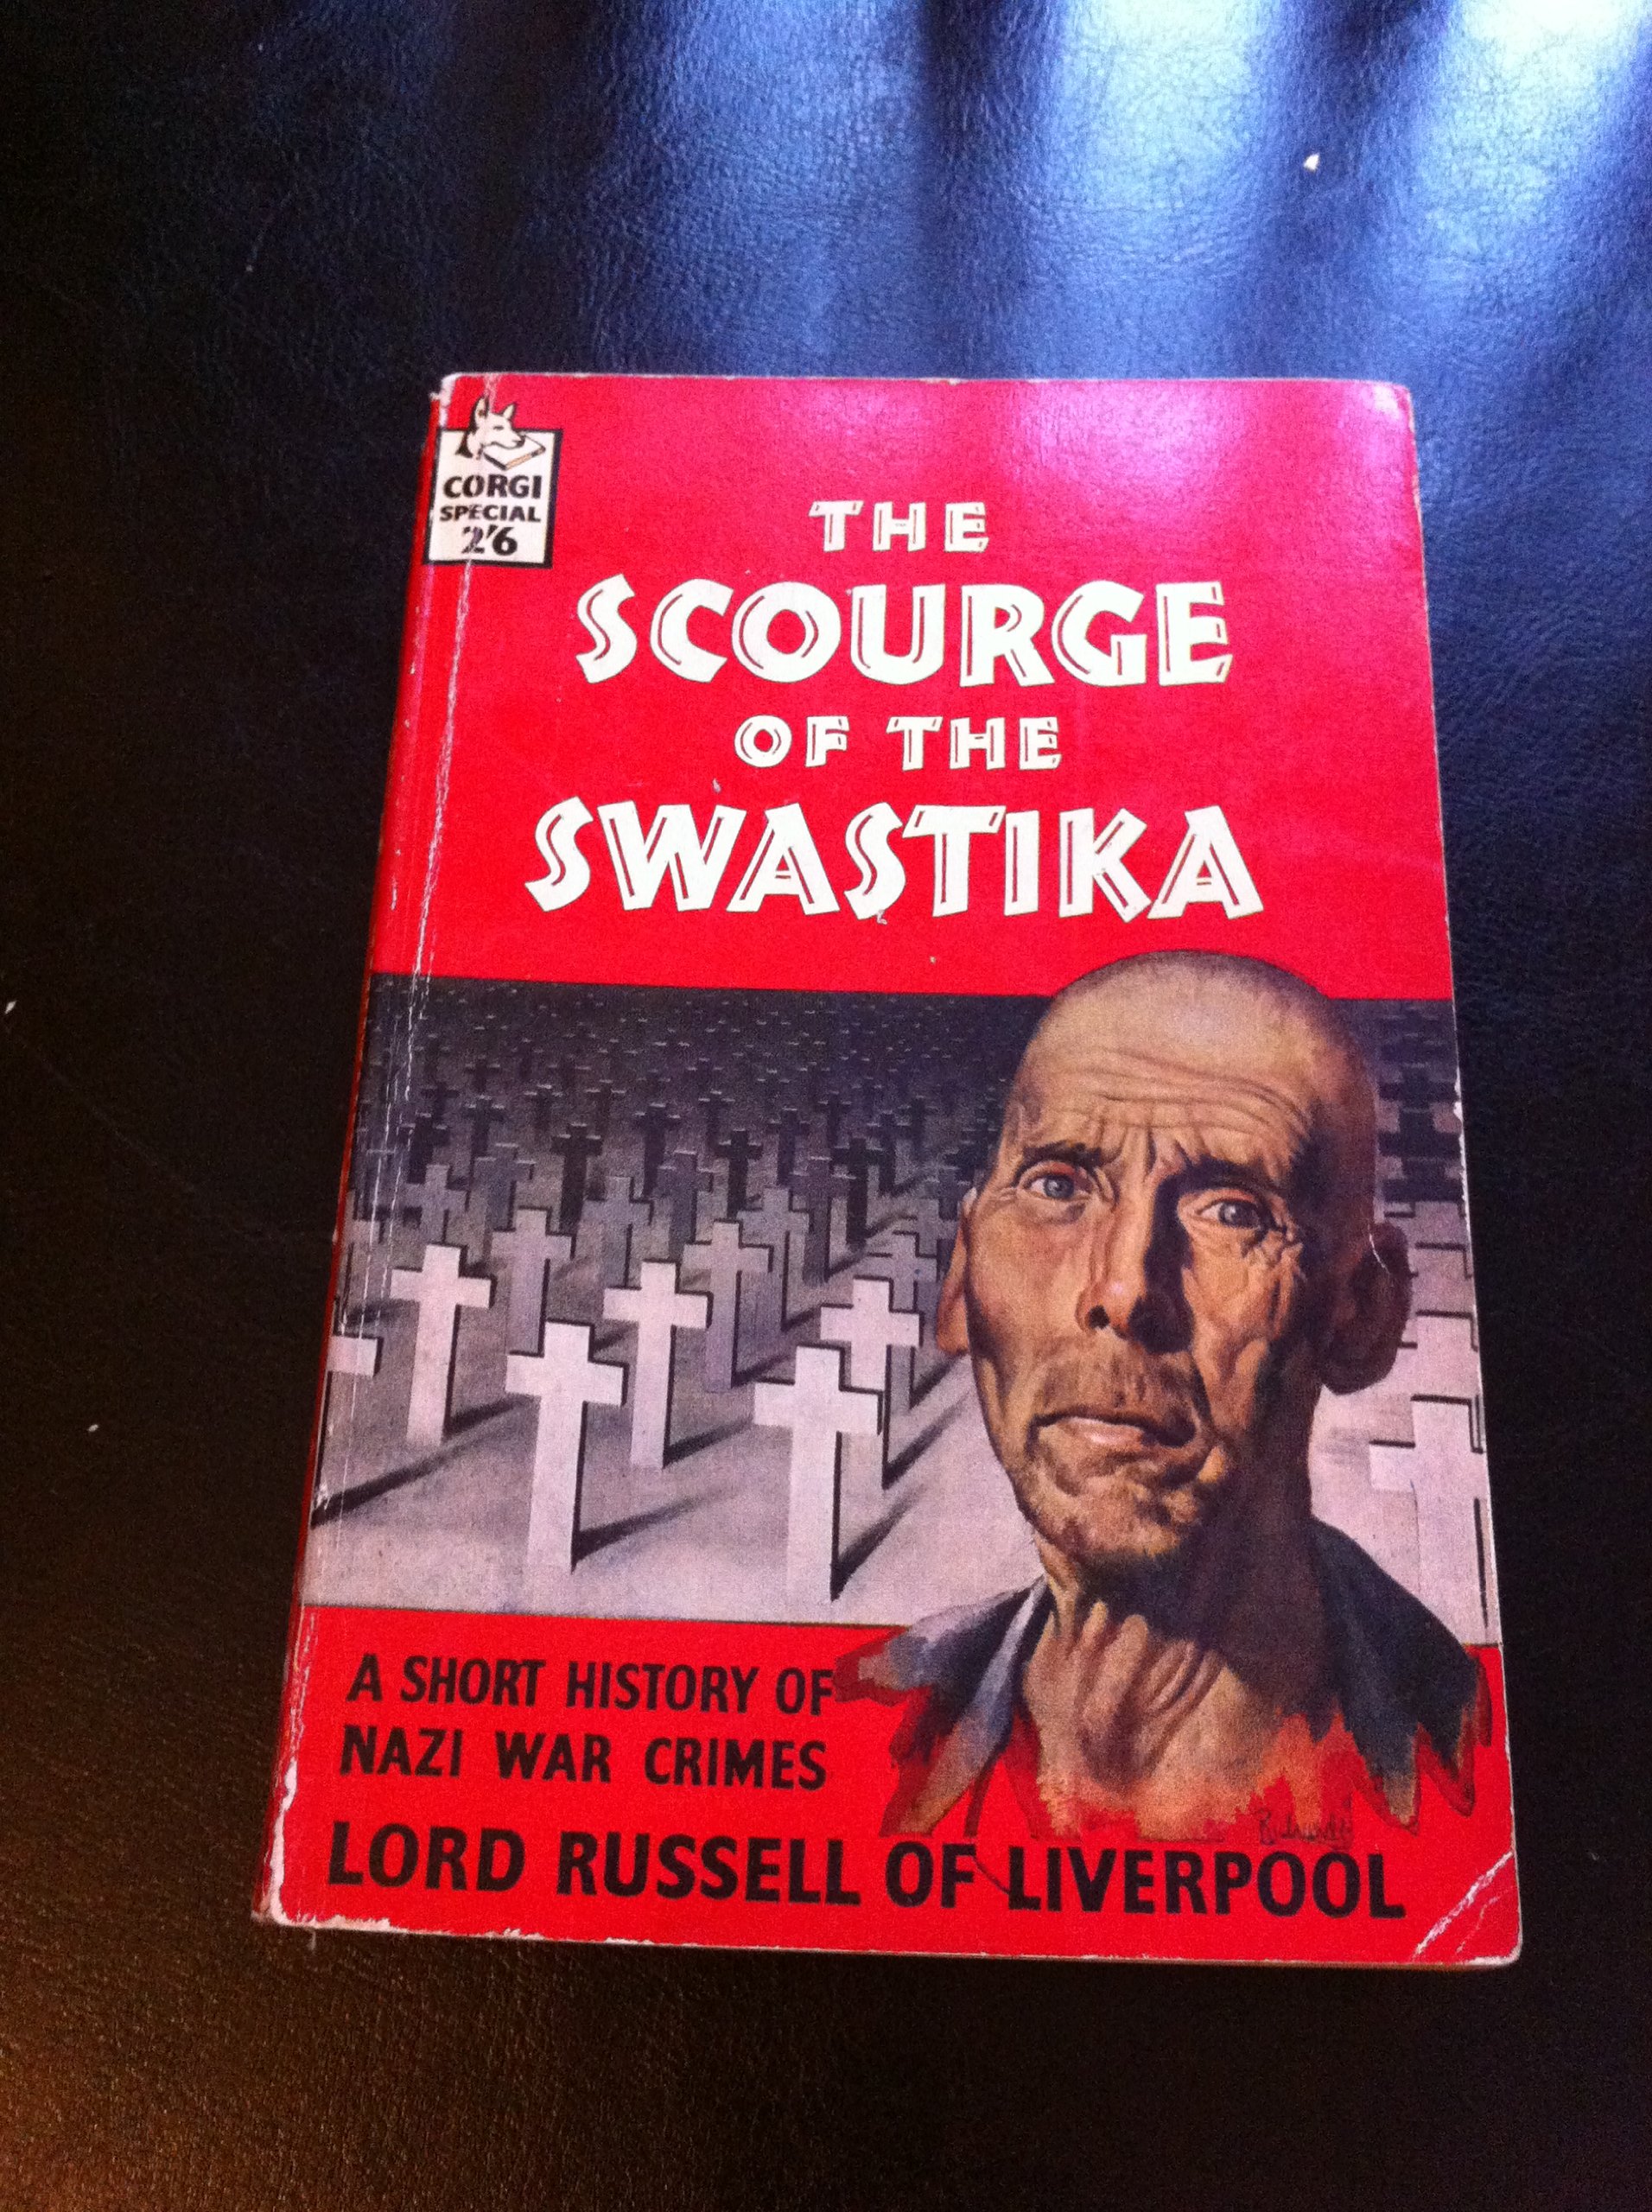 CORGI
SPECIAL
2'6
THE
SCOURGE
OF THE
SWASTIKA
A SHORT HISTORY OF
NAZI WAR CRIMES
LORD RUSSELL OF LIVERPOOL